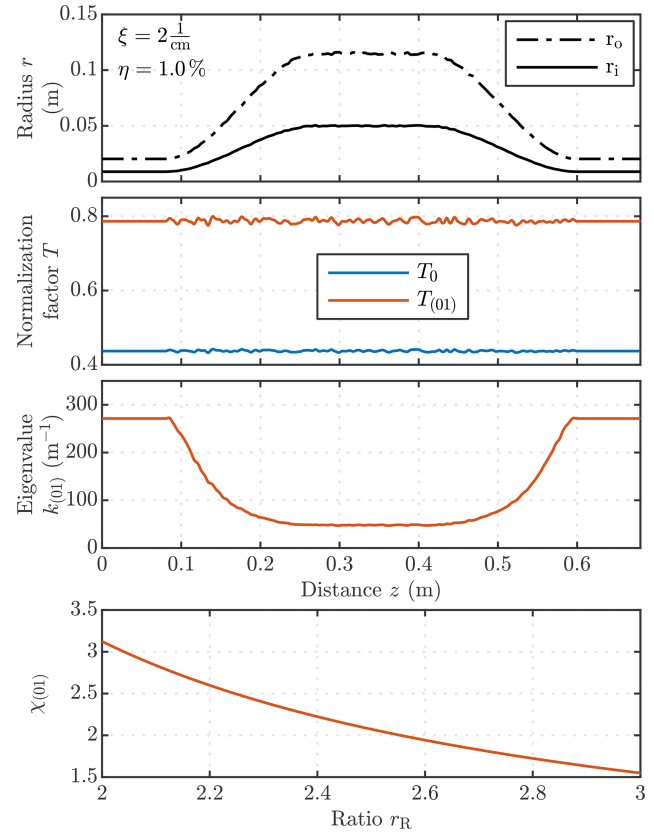 0.15
0.1
0.05
0
Radius r
(m)
ξ = 2 1/cm
η = 1.0 %
r_o
r_i
0.8
0.6
0.4
Normalization
factor T
T_0
T_(01)
300
200
100
0
Eigenvalue
k_(01) (m⁻¹)
0 0.1 0.2 0.3 0.4 0.5 0.6
Distance z (m)
3.5
3
2.5
2
1.5
χ_(01)
2 2.2 2.4 2.6 2.8 3
Ratio r_R